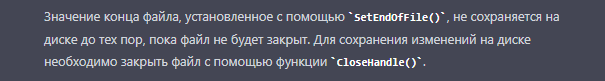 Значение конца файла, установленное с помощью `SetEndOfFile()`, не сохраняется на
диске до тех пор, пока файл не будет закрыт. Для сохранения изменений на диске
необходимо закрыть файл с помощью функции `CloseHandle()`.